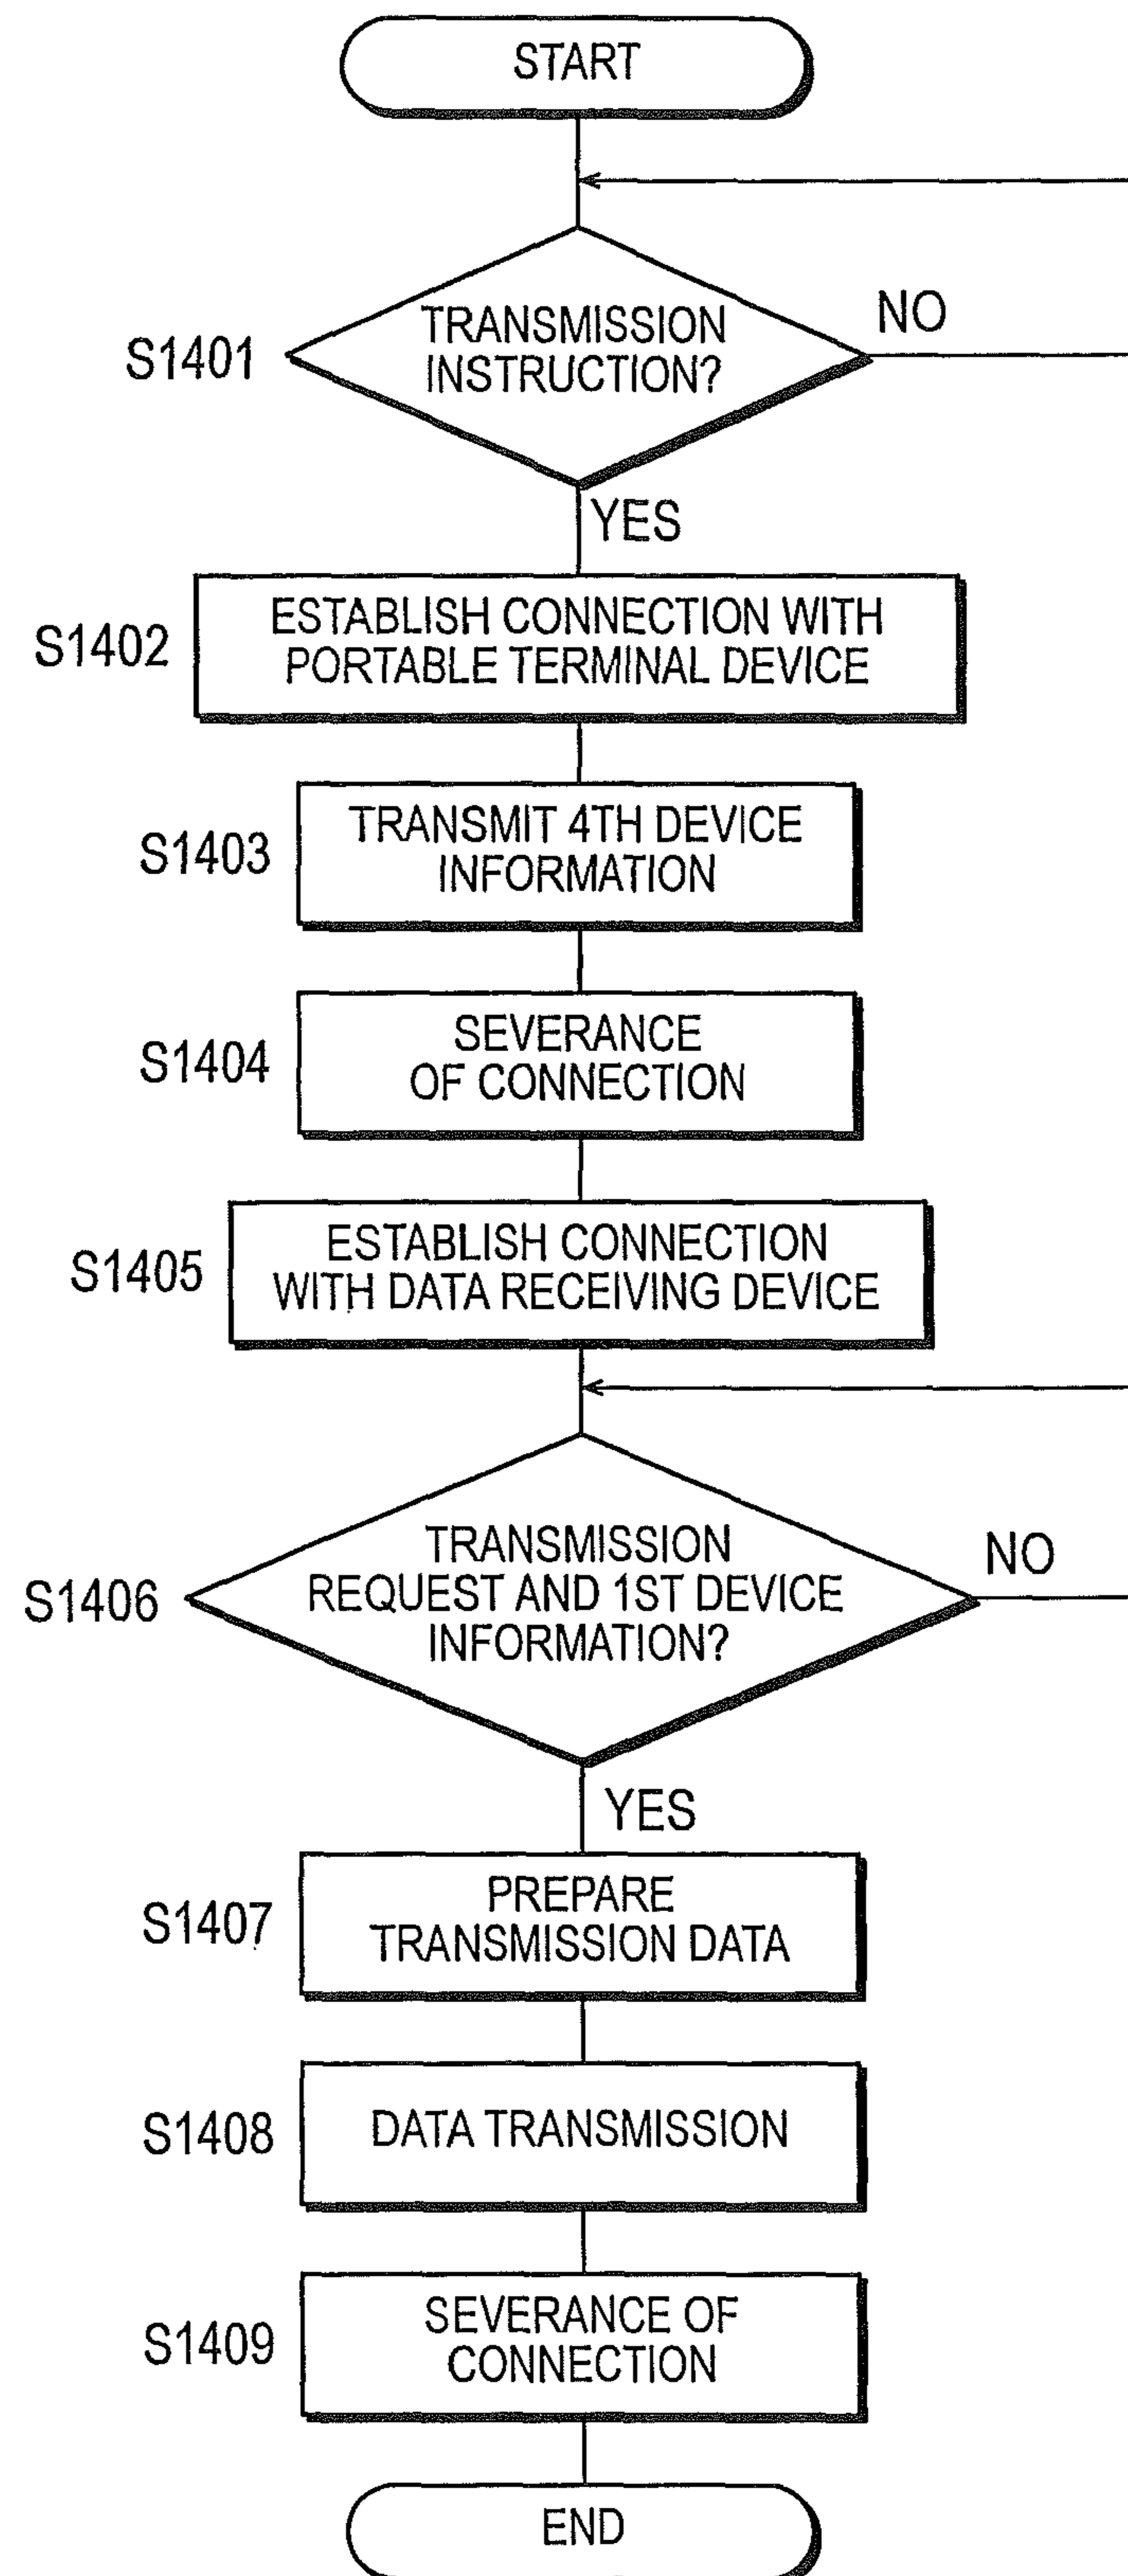 START
S1401
TRANSMISSION
INSTRUCTION?
NO
YES
S1402
ESTABLISH CONNECTION WITH
PORTABLE TERMINAL DEVICE
S1403
TRANSMIT 4TH DEVICE
INFORMATION
S1404
SEVERANCE
OF CONNECTION
S1405
ESTABLISH CONNECTION
WITH DATA RECEIVING DEVICE
S1406
TRANSMISSION
REQUEST AND 1ST DEVICE
INFORMATION?
NO
YES
S1407
PREPARE
TRANSMISSION DATA
S1408
DATA TRANSMISSION
S1409
SEVERANCE OF
CONNECTION
END